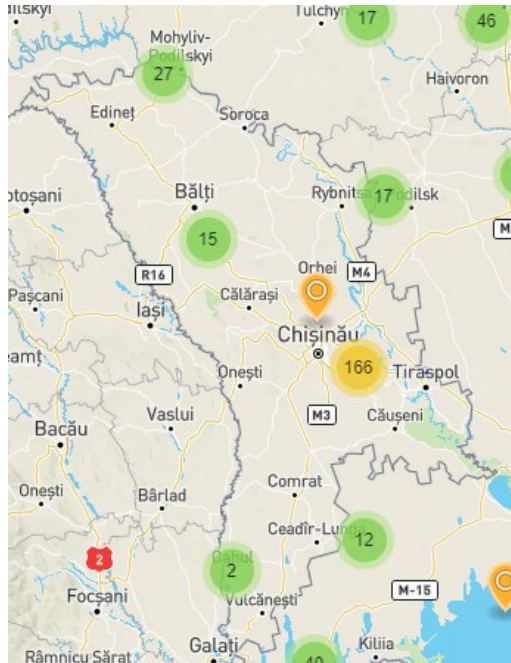 ilskyi
Tulchyn
17
46
Mohyliv-
Podilskyi
27
Haivoron
Edineț
Soroca
Bălți
Rybnitsa
17
Podilsk
otoșani
15
M
Orhei
M4
R16
Călărași
Pașcani
Iași
Chișinău
eamț
166
Onești
Tiraspol
M3
Vaslui
Căușeni
Bacău
Comrat
Onești
Bârlad
Ceadîr-Lunga
12
2
Cahul
2
M-15
Focșani
Vulcănești
Galați
Kiliia
40
Râmnicu Sărat